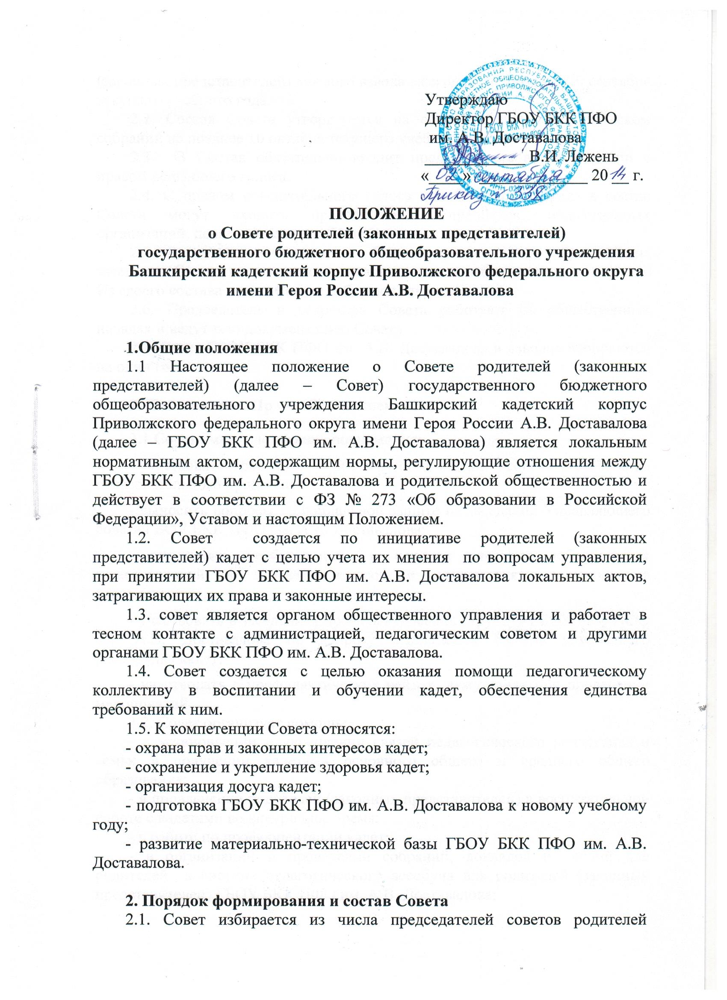 Утверждаю
Директор ГБОУ БКК ПФО
им. А.В. Доставалова
____________ В.И. Лежень
«02» сентября 2014 г.
Приказ № 338
ПОЛОЖЕНИЕ
о Совете родителей (законных представителей)
государственного бюджетного общеобразовательного учреждения
Башкирский кадетский корпус Приволжского федерального округа
имени Героя России А.В. Доставалова
1.Общие положения
1.1 Настоящее положение о Совете родителей (законных
представителей) (далее – Совет) государственного бюджетного
общеобразовательного учреждения Башкирский кадетский корпус
Приволжского федерального округа имени Героя России А.В. Доставалова
(далее – ГБОУ БКК ПФО им. А.В. Доставалова) является локальным
нормативным актом, содержащим нормы, регулирующие отношения между
ГБОУ БКК ПФО им. А.В. Доставалова и родительской общественностью и
действует в соответствии с ФЗ № 273 «Об образовании в Российской
Федерации», Уставом и настоящим Положением.
1.2. Совет создается по инициативе родителей (законных
представителей) кадет с целью учета их мнения по вопросам управления,
при принятии ГБОУ БКК ПФО им. А.В. Доставалова локальных актов,
затрагивающих их права и законные интересы.
1.3. совет является органом общественного управления и работает в
тесном контакте с администрацией, педагогическим советом и другими
органами ГБОУ БКК ПФО им. А.В. Доставалова.
1.4. Совет создается с целью оказания помощи педагогическому
коллективу в воспитании и обучении кадет, обеспечения единства
требований к ним.
1.5. К компетенции Совета относятся:
- охрана прав и законных интересов кадет;
- сохранение и укрепление здоровья кадет;
- организация досуга кадет;
- подготовка ГБОУ БКК ПФО им. А.В. Доставалова к новому учебному
году;
- развитие материально-технической базы ГБОУ БКК ПФО им. А.В.
Доставалова.
2. Порядок формирования и состав Совета
2.1. Совет избирается из числа председателей советов родителей